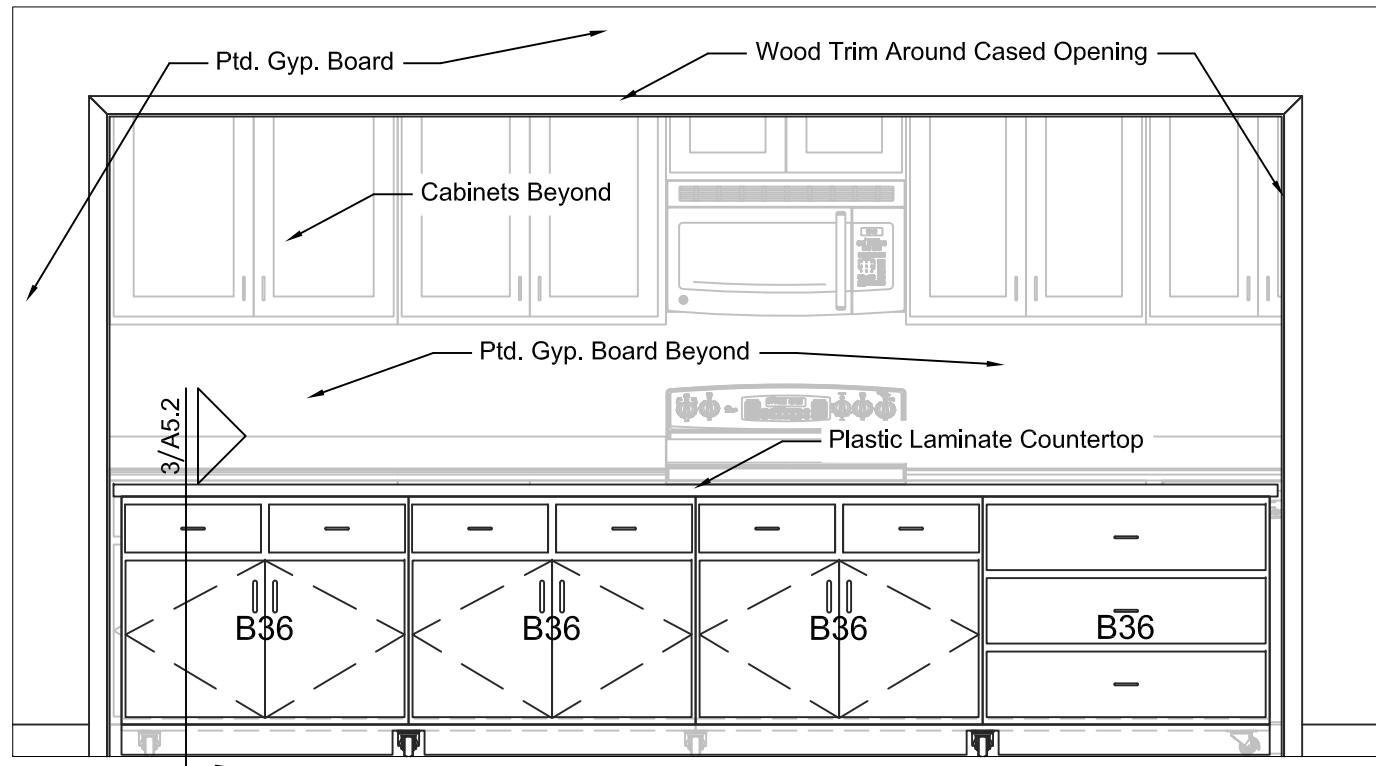 Ptd. Gyp. Board
Wood Trim Around Cased Opening
Cabinets Beyond
Ptd. Gyp. Board Beyond
3/A5.2
Plastic Laminate Countertop
B36
B36
B36
B36